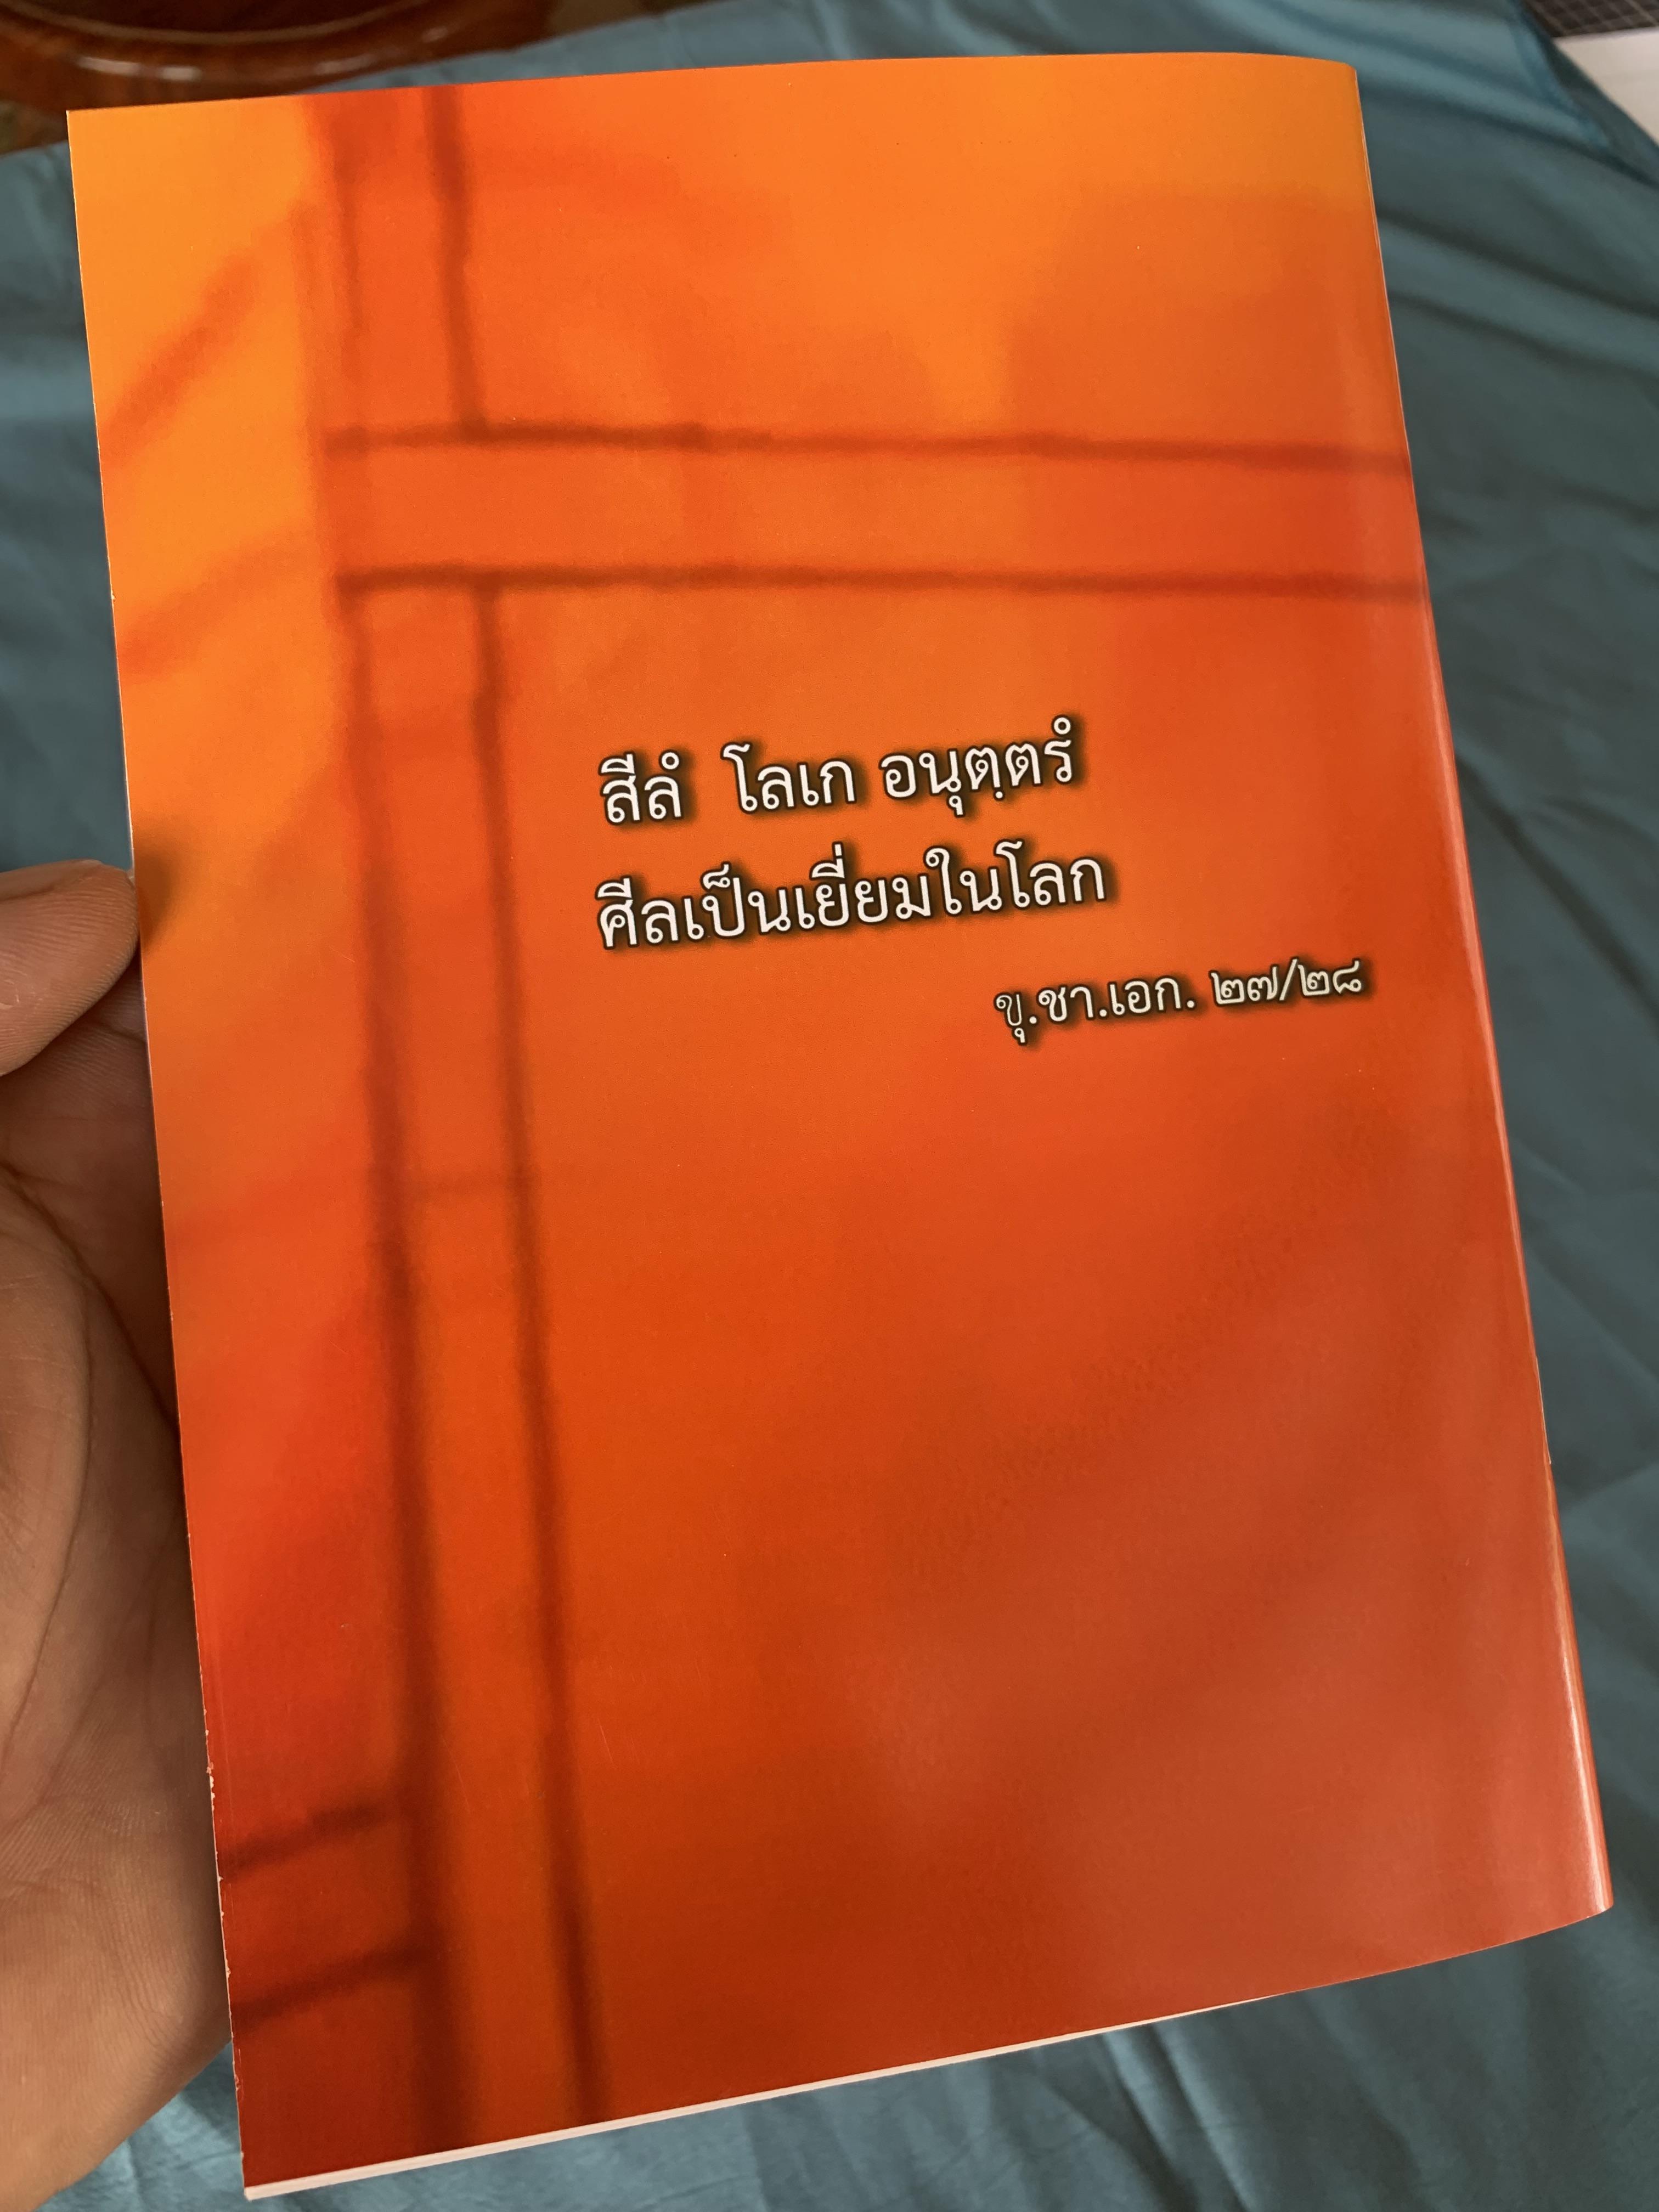 สีลํ โลเก อนุตฺตรํ
ศีลเป็นเยี่ยมในโลก
ขุ.ชา.เอก. ๒๗/๒๘